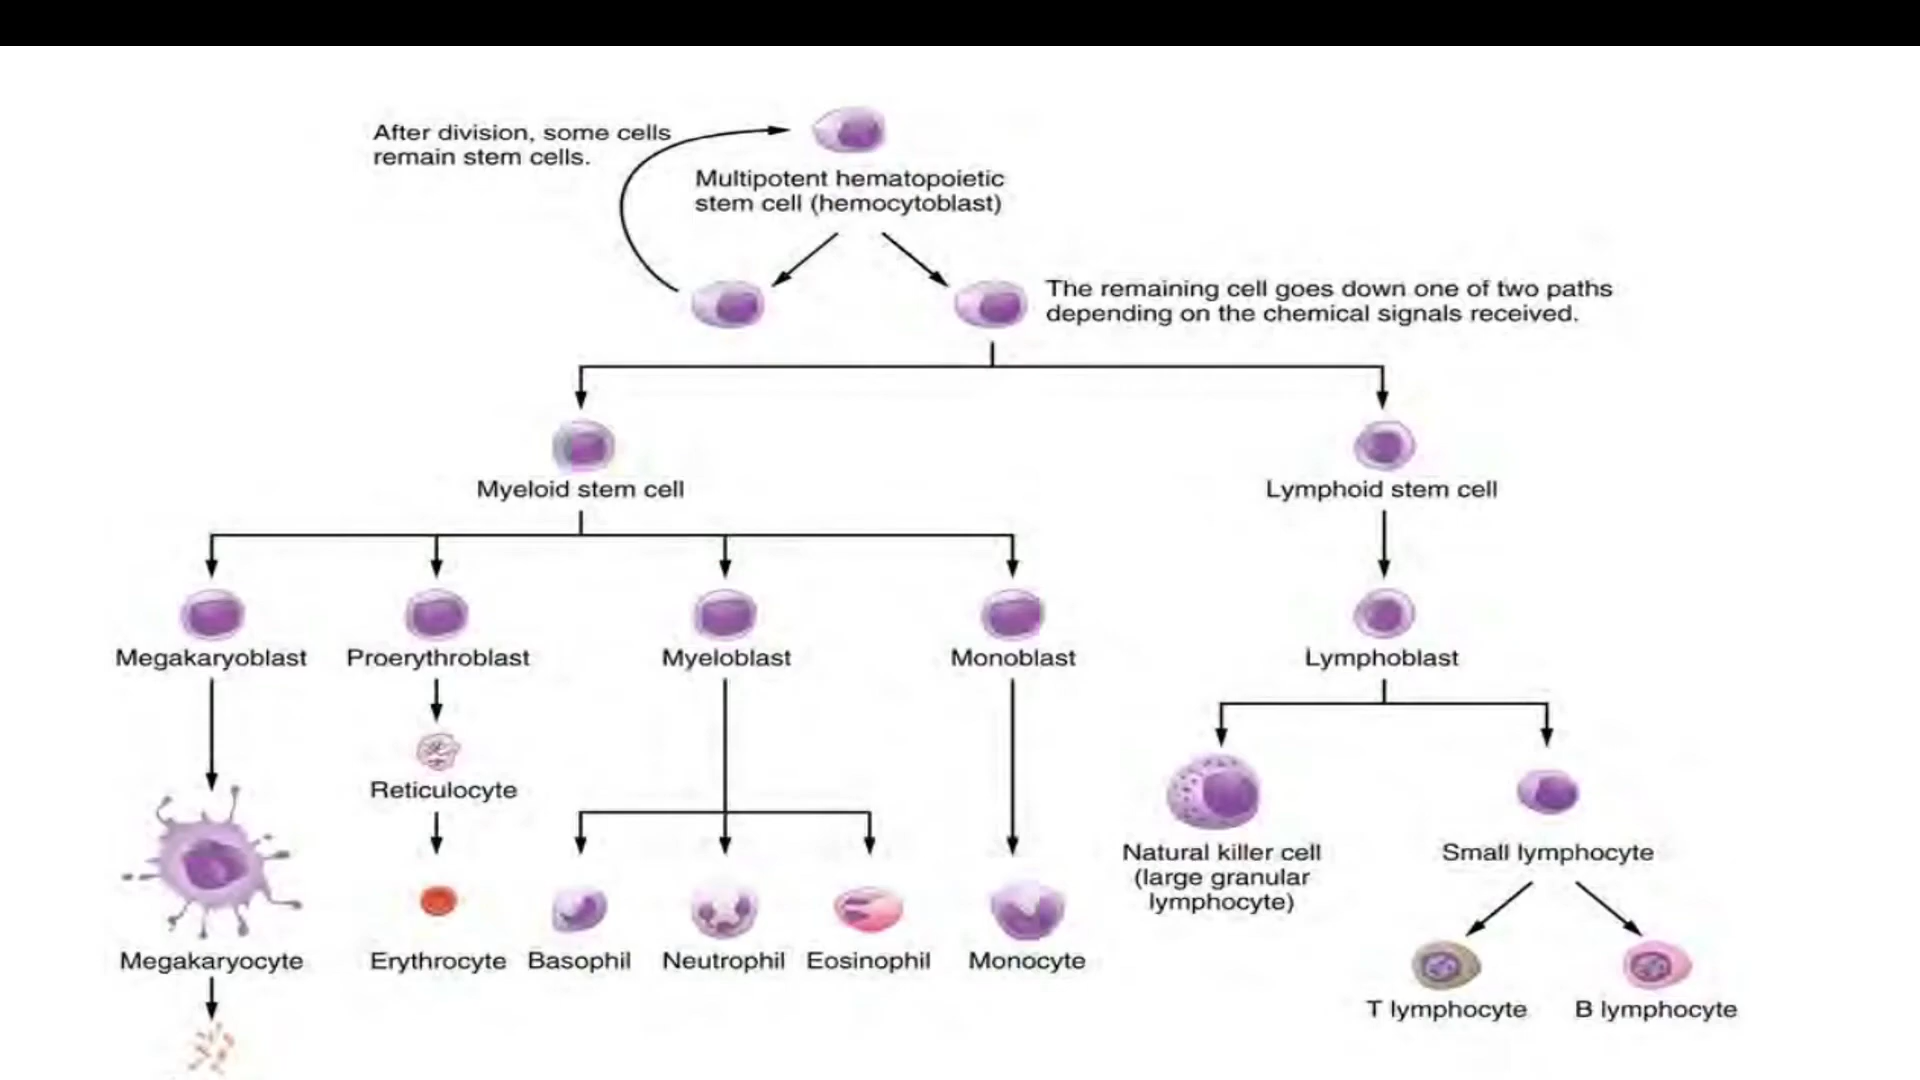 After division, some cells
remain stem cells.
Multipotent hematopoietic
stem cell (hemocytoblast)
The remaining cell goes down one of two paths
depending on the chemical signals received.
Myeloid stem cell
Lymphoid stem cell
Megakaryoblast
Proerythroblast
Myeloblast
Monoblast
Lymphoblast
Reticulocyte
Natural killer cell
(large granular
lymphocyte)
Small lymphocyte
Megakaryocyte
Erythrocyte
Basophil
Neutrophil
Eosinophil
Monocyte
T lymphocyte
B lymphocyte